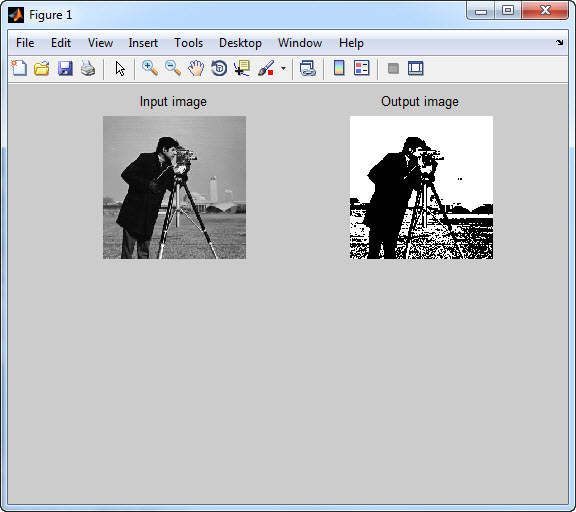 Figure 1
File Edit View Insert Tools Desktop Window Help
Input image Output image